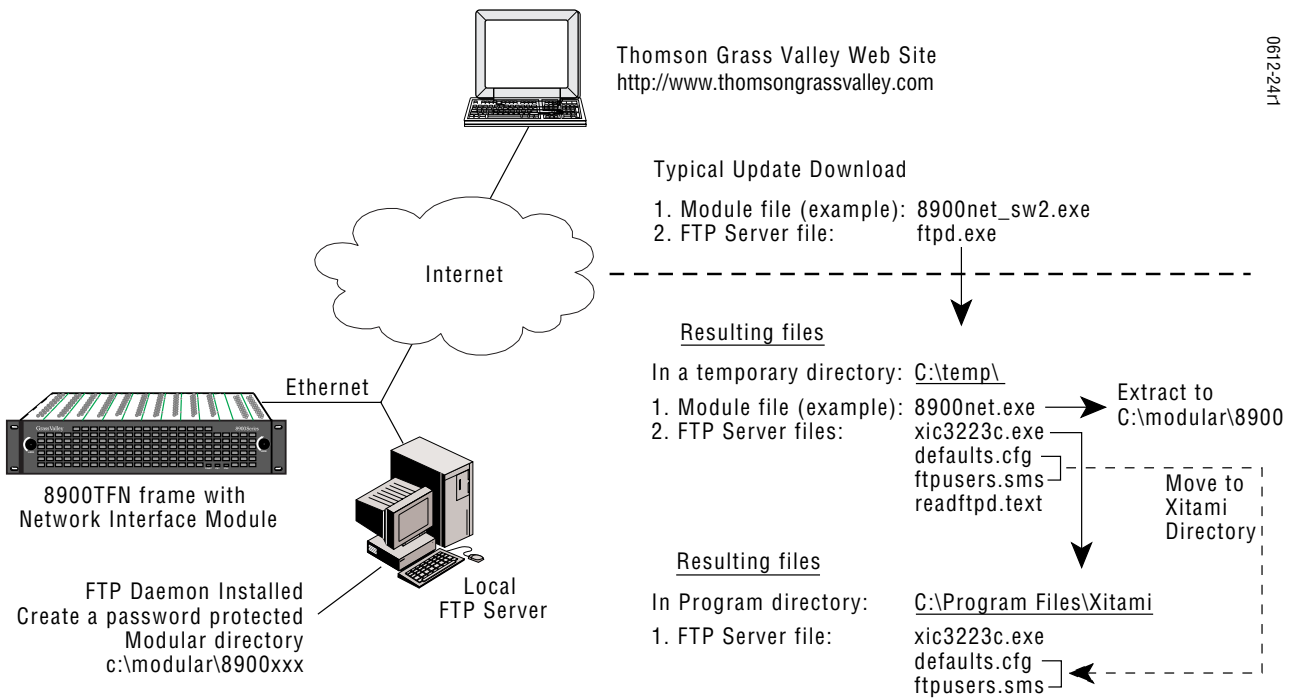 Thomson Grass Valley Web Site
http://www.thomsongrassvalley.com
0612-24r1
Typical Update Download
1. Module file (example): 8900net_sw2.exe
2. FTP Server file: ftpd.exe
Internet
Resulting files
In a temporary directory: C:\temp\
1. Module file (example): 8900net.exe
2. FTP Server files: xic3223c.exe
defaults.cfg
ftpusers.sms
readftpd.text
Extract to
C:\modular\8900
Move to
Xitami
Directory
Ethernet
GrassValley 8900Series
8900TFN frame with
Network Interface Module
Local
FTP Server
FTP Daemon Installed
Create a password protected
Modular directory
c:\modular\8900xxx
Resulting files
In Program directory: C:\Program Files\Xitami
1. FTP Server file: xic3223c.exe
defaults.cfg
ftpusers.sms